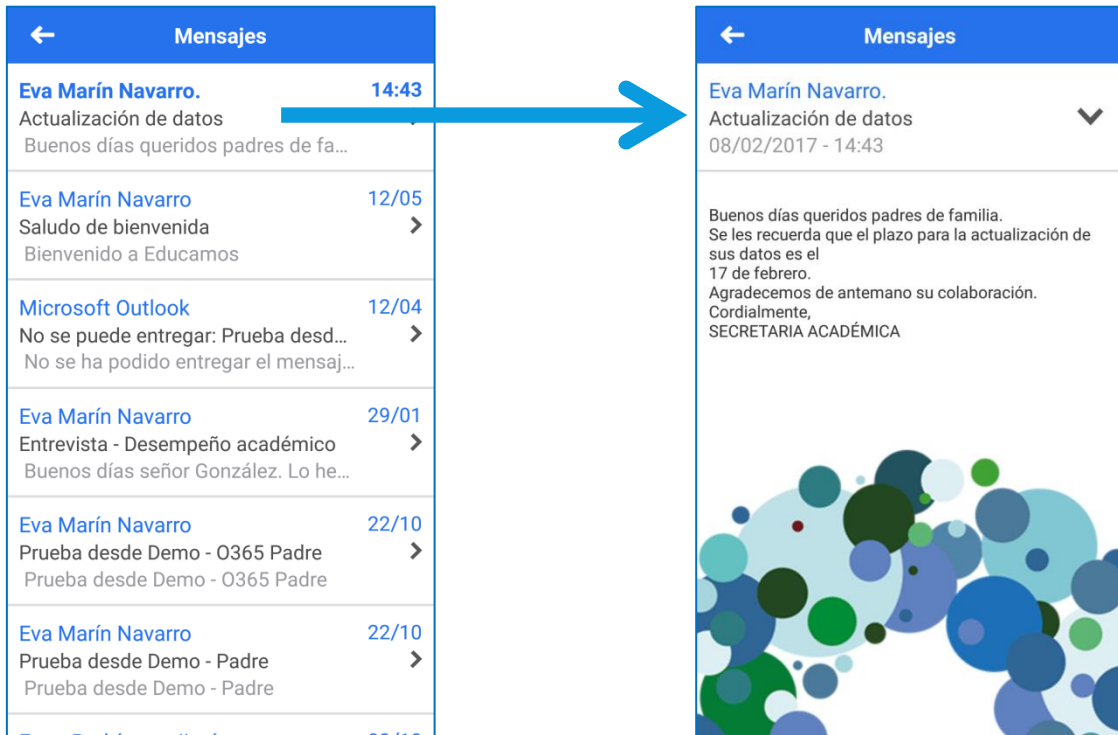 Mensajes
Eva Marín Navarro. 14:43
Actualización de datos
Buenos días queridos padres de fa...
Eva Marín Navarro 12/05
Saludo de bienvenida
Bienvenido a Educamos
Microsoft Outlook 12/04
No se puede entregar: Prueba desd...
No se ha podido entregar el mensaj...
Eva Marín Navarro 29/01
Entrevista - Desempeño académico
Buenos días señor González. Lo he...
Eva Marín Navarro 22/10
Prueba desde Demo - O365 Padre
Prueba desde Demo - O365 Padre
Eva Marín Navarro 22/10
Prueba desde Demo - Padre
Prueba desde Demo - Padre
Mensajes
Eva Marín Navarro.
Actualización de datos
08/02/2017 - 14:43
Buenos días queridos padres de familia.
Se les recuerda que el plazo para la actualización de
sus datos es el
17 de febrero.
Agradecemos de antemano su colaboración.
Cordialmente,
SECRETARIA ACADÉMICA